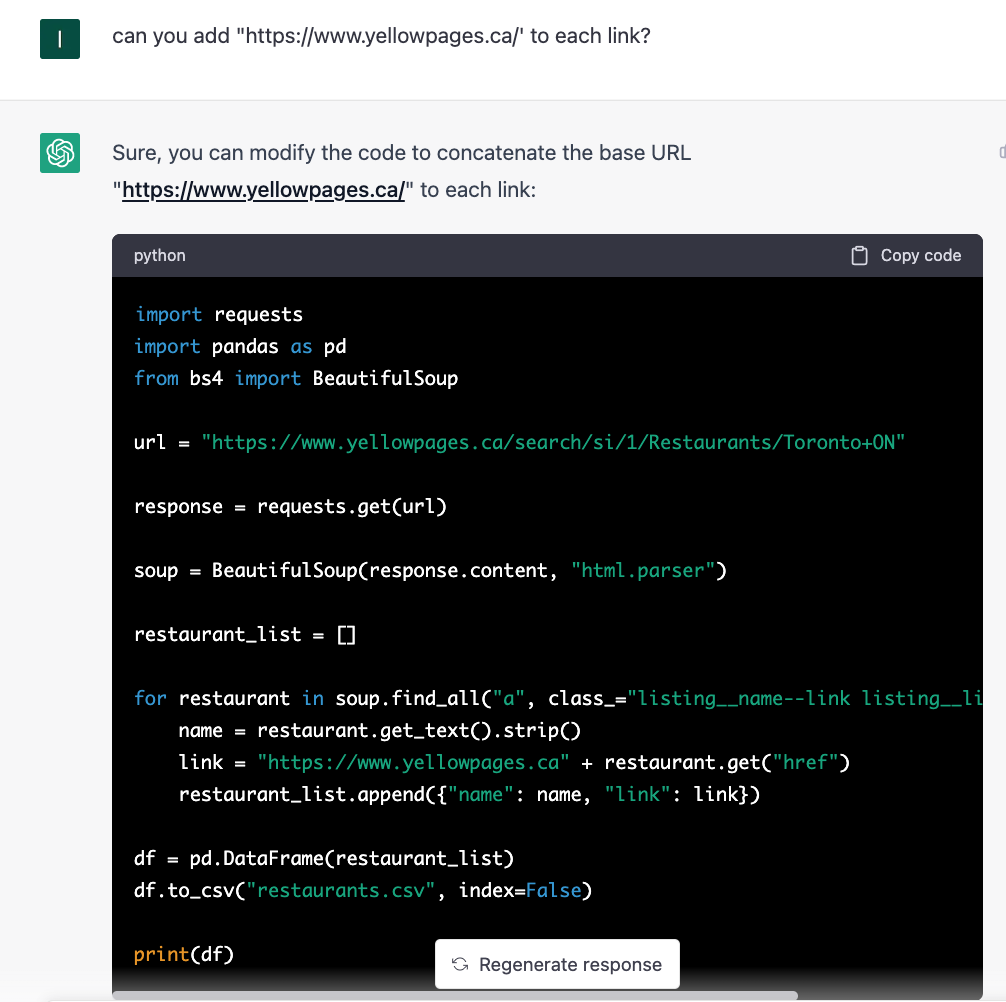 I
can you add "https://www.yellowpages.ca/' to each link?
Sure, you can modify the code to concatenate the base URL
"https://www.yellowpages.ca/" to each link:
python
Copy code
import requests
import pandas as pd
from bs4 import BeautifulSoup
url = "https://www.yellowpages.ca/search/si/1/Restaurants/Toronto+ON"
response = requests.get(url)
soup = BeautifulSoup(response.content, "html.parser")
restaurant_list = []
for restaurant in soup.find_all("a", class_="listing__name--link listing__li
name = restaurant.get_text().strip()
link = "https://www.yellowpages.ca" + restaurant.get("href")
restaurant_list.append({"name": name, "link": link})
df = pd.DataFrame(restaurant_list)
df.to_csv("restaurants.csv", index=False)
print(df)
Regenerate response